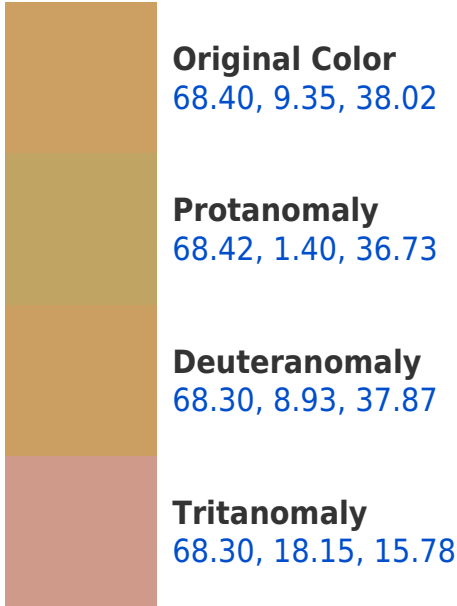 Original Color
68.40, 9.35, 38.02
Protanomaly
68.42, 1.40, 36.73
Deuteranomaly
68.30, 8.93, 37.87
Tritanomaly
68.30, 18.15, 15.78